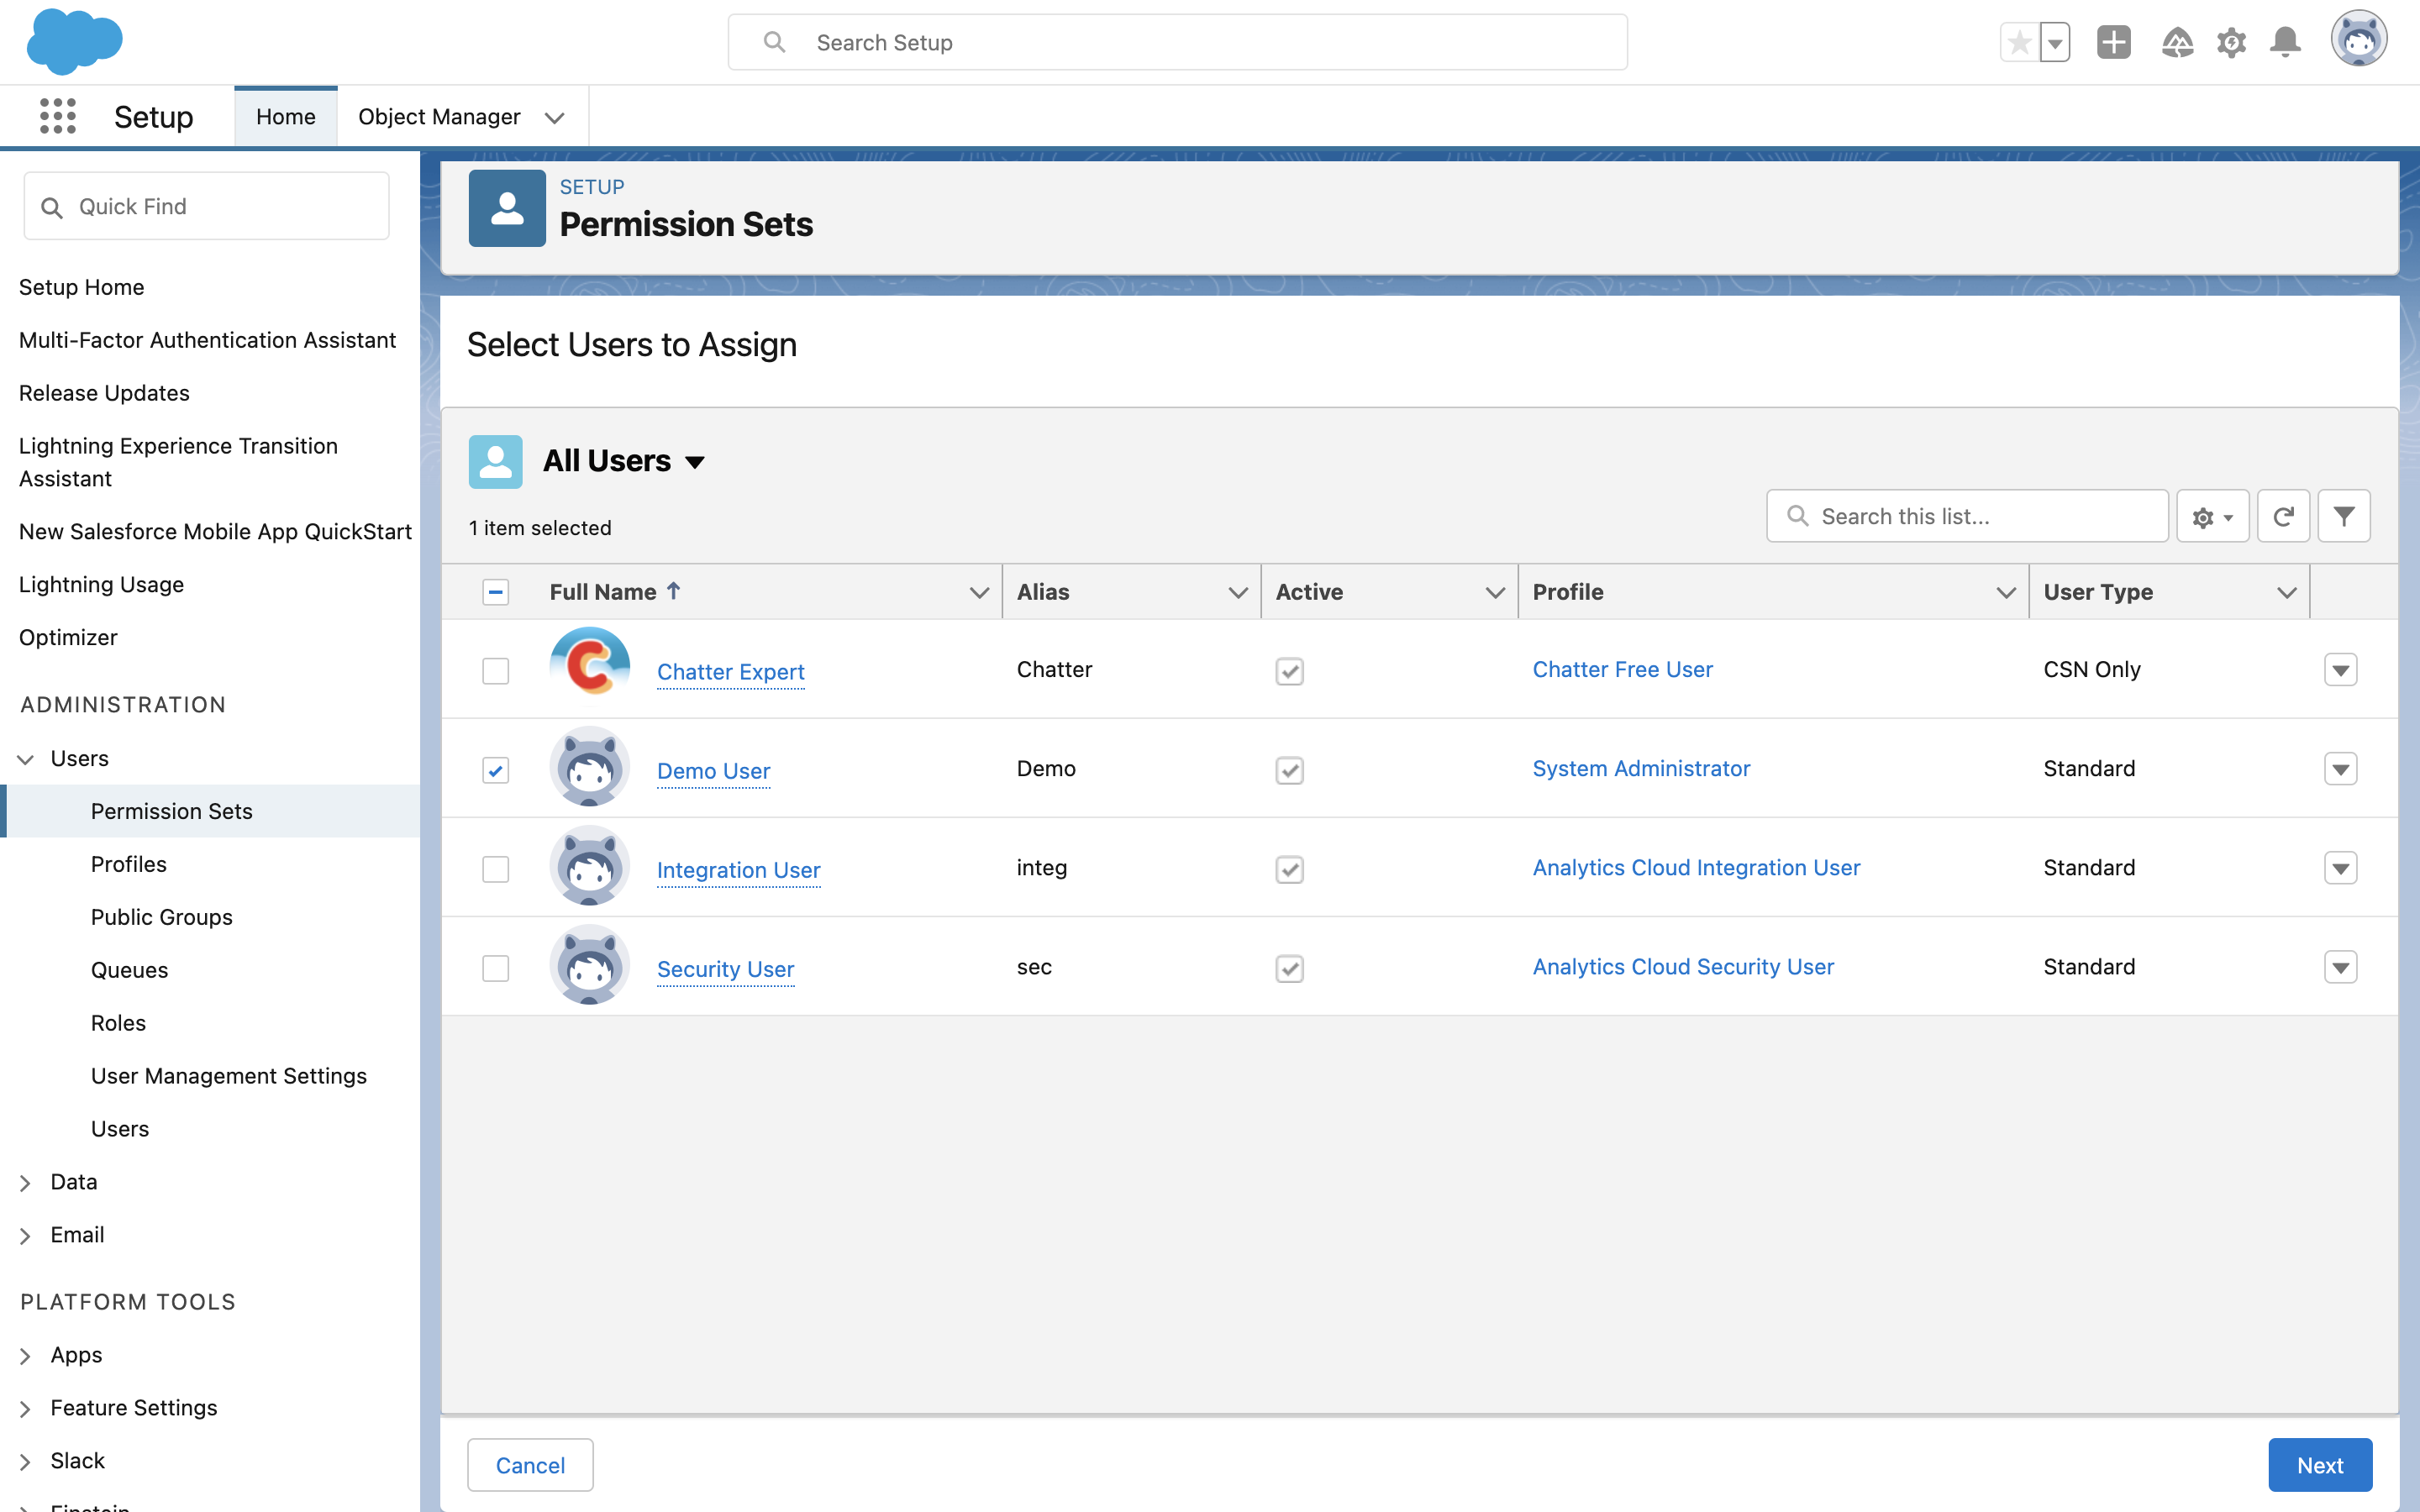 Search Setup
Setup
Home
Object Manager
Quick Find
Setup Home
Multi-Factor Authentication Assistant
Release Updates
Lightning Experience Transition
Assistant
New Salesforce Mobile App QuickStart
Lightning Usage
Optimizer
ADMINISTRATION
Users
Permission Sets
Profiles
Public Groups
Queues
Roles
User Management Settings
Users
Data
Email
PLATFORM TOOLS
Apps
Feature Settings
Slack
Einstein
SETUP
Permission Sets
Select Users to Assign
All Users
1 item selected
Search this list...
Full Name Alias Active Profile User Type
Chatter Expert Chatter Chatter Free User CSN Only
Demo User Demo System Administrator Standard
Integration User integ Analytics Cloud Integration User Standard
Security User sec Analytics Cloud Security User Standard
Cancel
Next